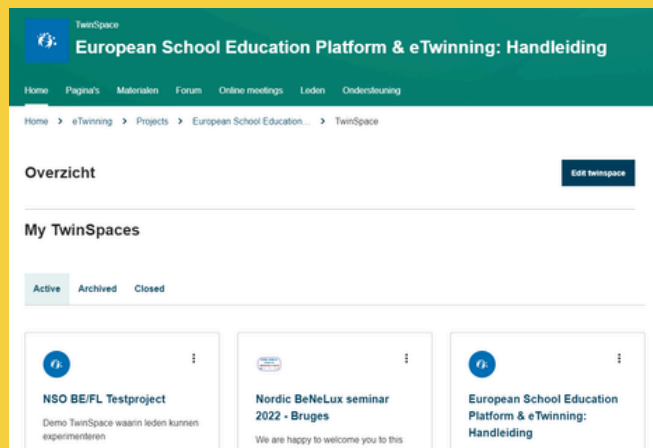 TwinSpace
European School Education Platform & eTwinning: Handleiding
Home Pagina's Materialen Forum Online meetings Leden Ondersteuning
Home > eTwinning > Projects > European School Education... > TwinSpace
Overzicht
Edit twinspace
My TwinSpaces
Active Archived Closed
NSO BE/FL Testproject
Demo TwinSpace waarin leden kunnen
experimenteren
Nordic BeNeLux seminar
2022 - Bruges
We are happy to welcome you to this
European School Education
Platform & eTwinning:
Handleiding